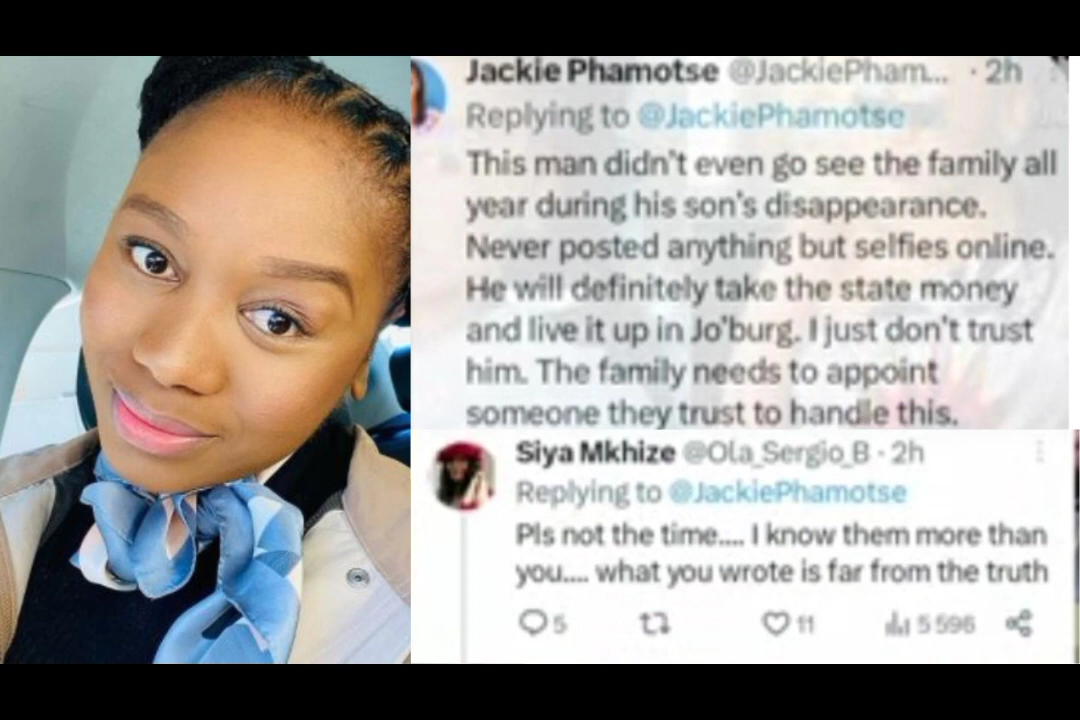 Jackie Phamotse @JackiePham... · 2h
Replying to @JackiePhamotse
This man didn't even go see the family all
year during his son's disappearance.
Never posted anything but selfies online.
He will definitely take the state money
and live it up in Jo'burg. I just don't trust
him. The family needs to appoint
someone they trust to handle this.
Siya Mkhize @Ola_Sergio_B · 2h
Replying to @JackiePhamotse
Pls not the time.... I know them more than
you.... what you wrote is far from the truth
5 11 5 596